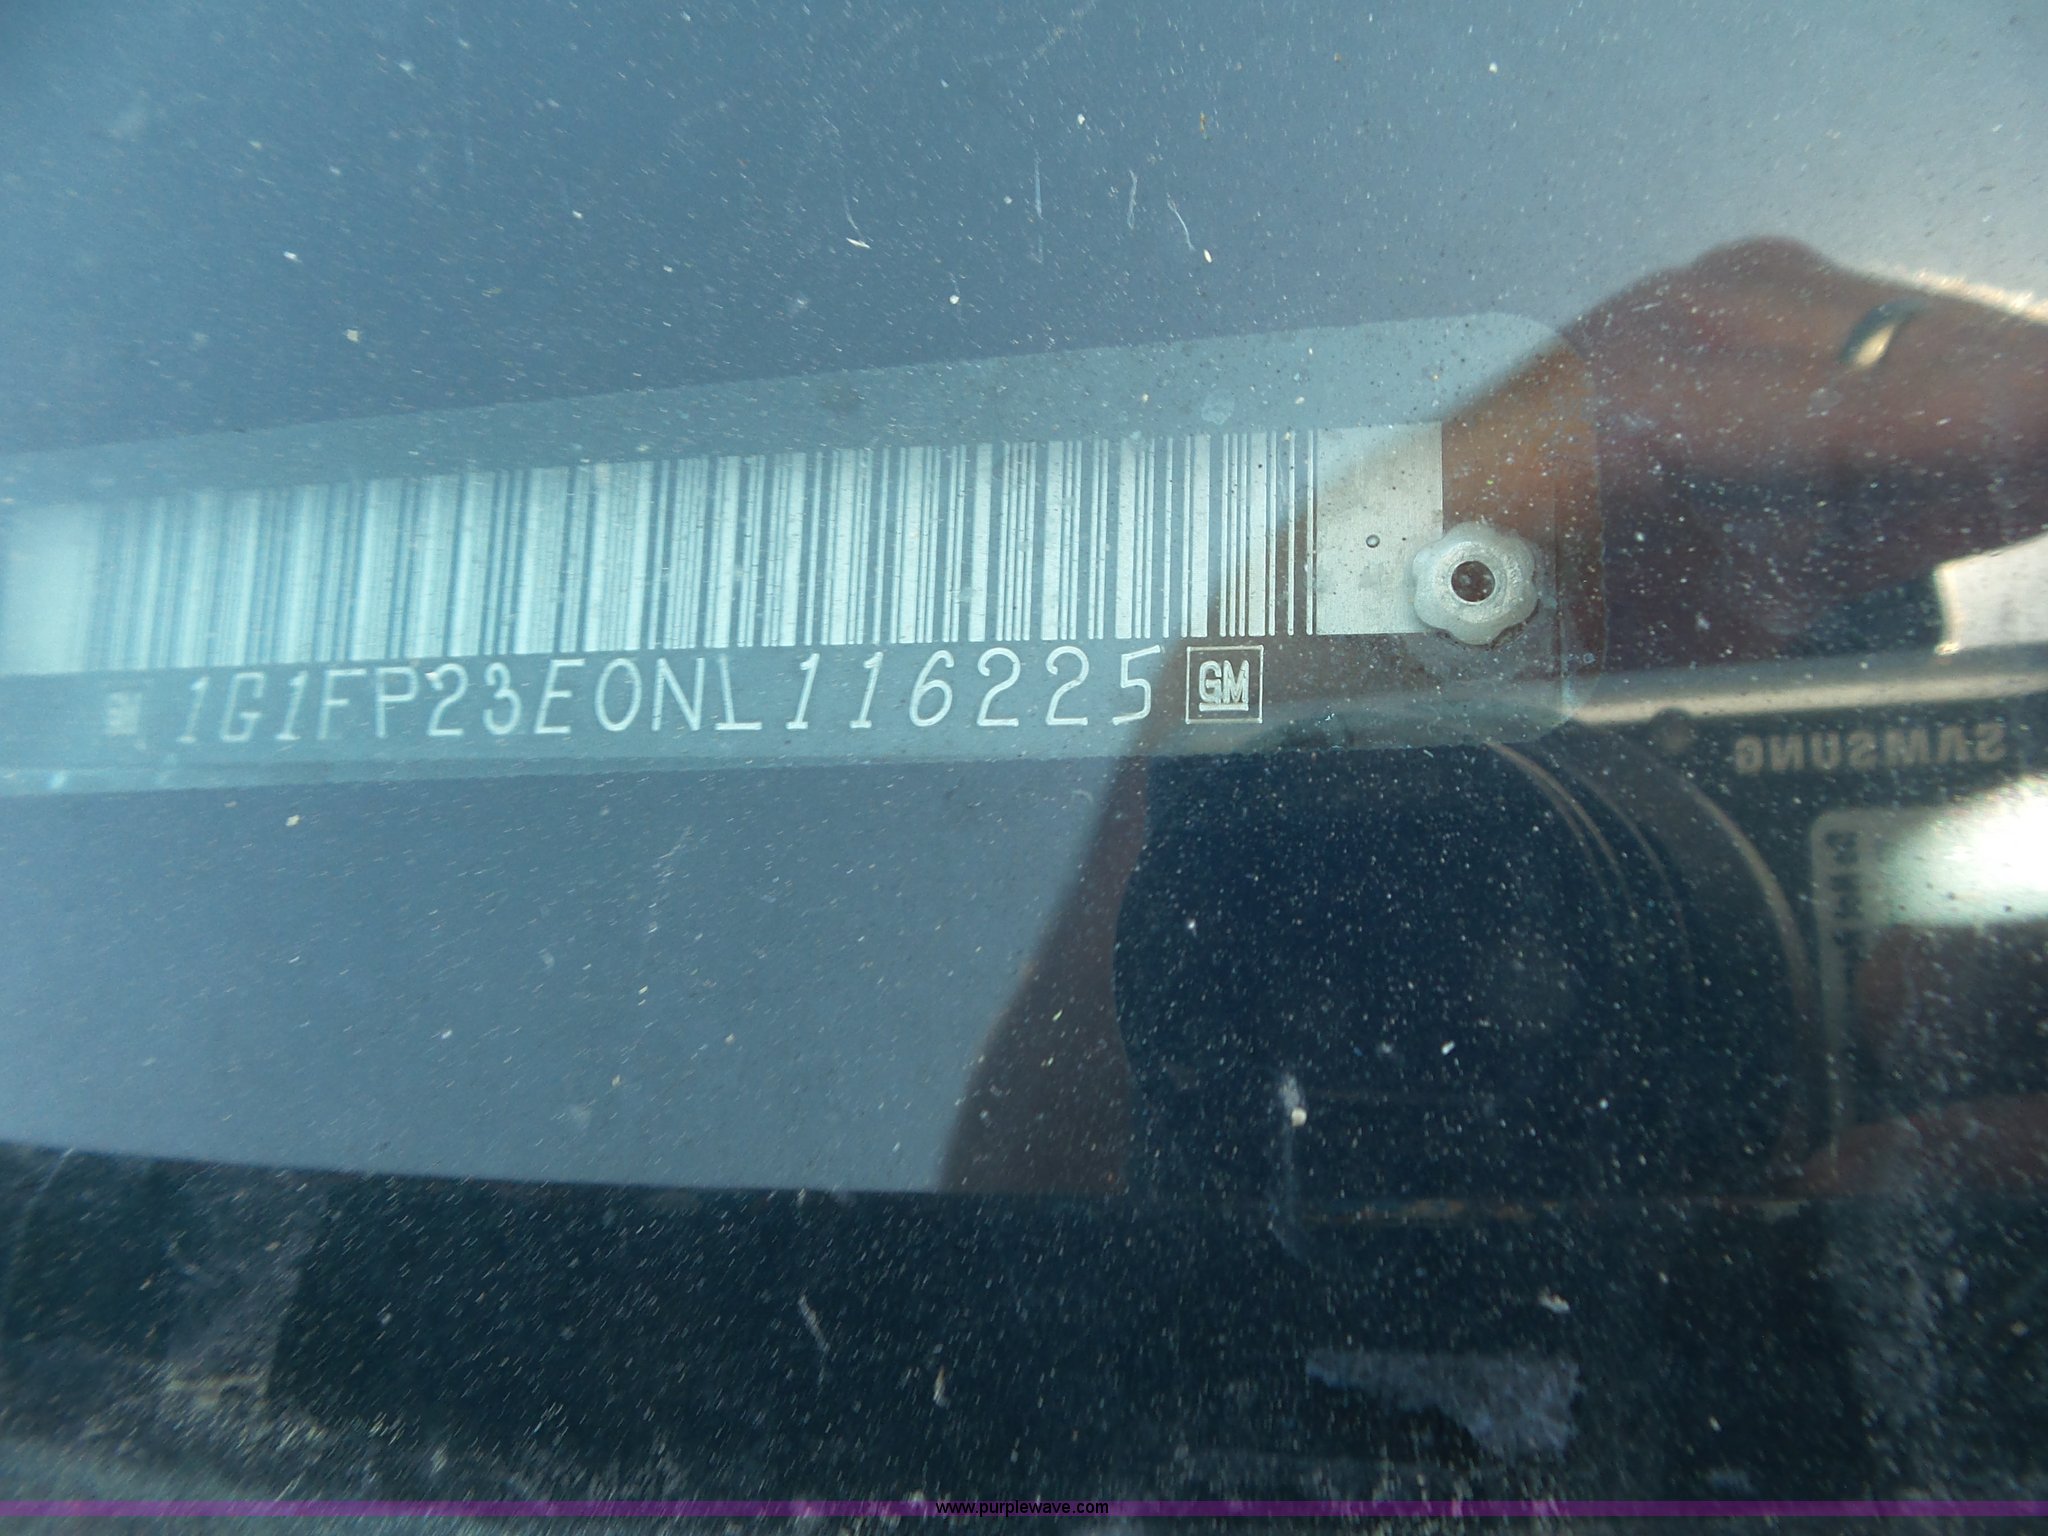 1G1FP23E0NL116225 GM
SAMSUNG
www.purplewave.com